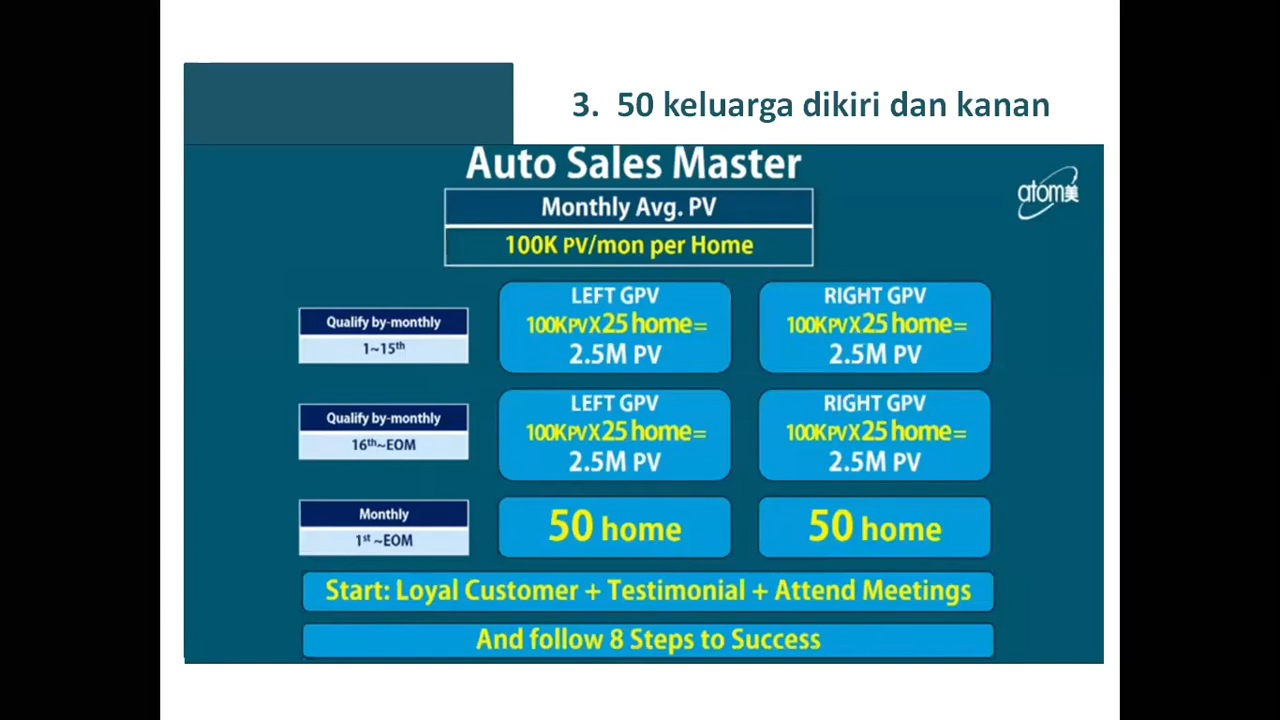 3. 50 keluarga dikiri dan kanan
Auto Sales Master
atom美
Monthly Avg. PV
100K PV/mon per Home
Qualify by-monthly
1~15th
LEFT GPV
100KPVX25 home=
2.5M PV
RIGHT GPV
100KPVX25 home=
2.5M PV
Qualify by-monthly
16th~EOM
LEFT GPV
100KPVX25 home=
2.5M PV
RIGHT GPV
100KPVX25 home=
2.5M PV
Monthly
1st ~EOM
50 home
50 home
Start: Loyal Customer + Testimonial + Attend Meetings
And follow 8 Steps to Success